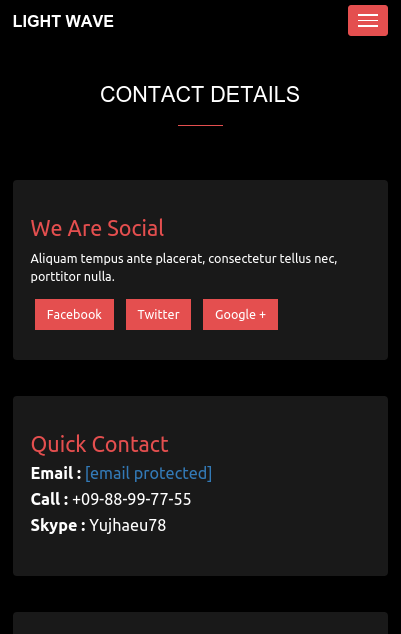 LIGHT WAVE
CONTACT DETAILS
We Are Social
Aliquam tempus ante placerat, consectetur tellus nec,
porttitor nulla.
Facebook Twitter Google +
Quick Contact
Email : [email protected]
Call : +09-88-99-77-55
Skype : Yujhaeu78